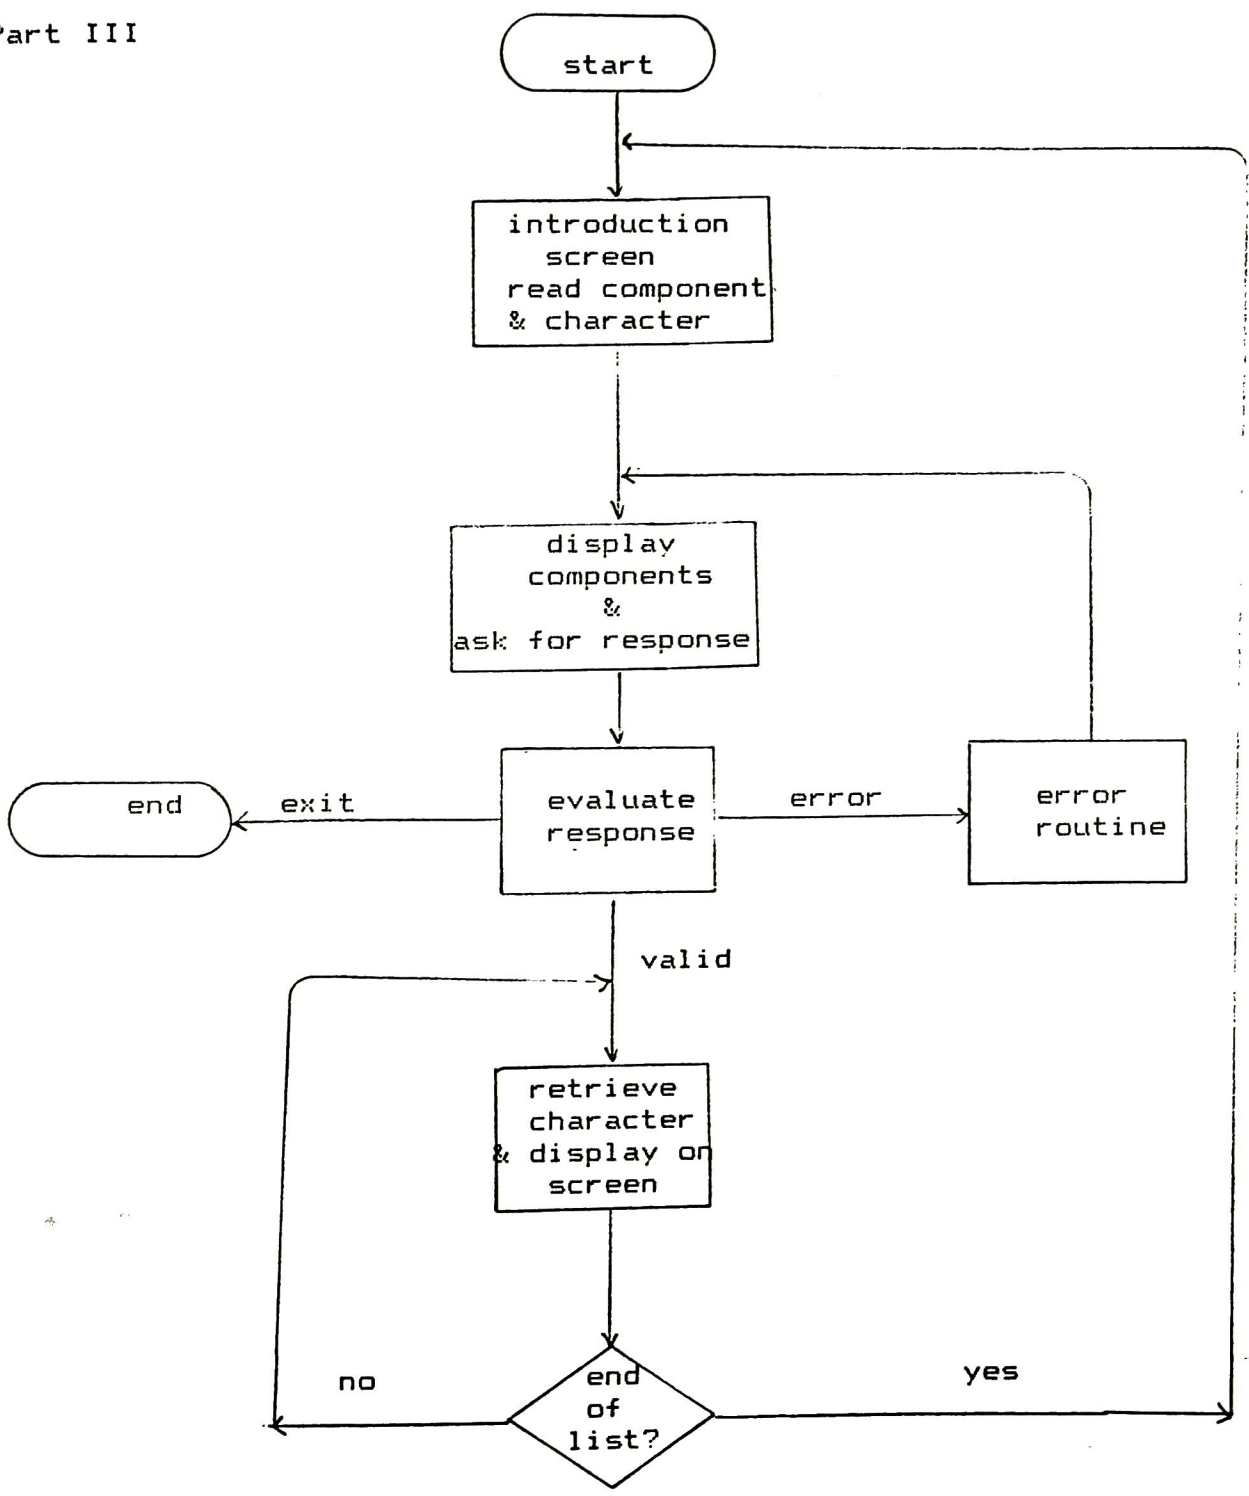 Part III
start
introduction
screen
read component
& character
display
components
&
ask for response
end
exit
evaluate
response
error
error
routine
valid
retrieve
character
& display on
screen
no
end
of
list?
yes